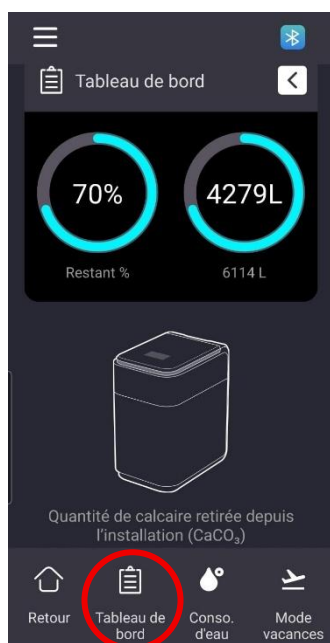 Tableau de bord
70%
4279L
Restant %
6114 L
Quantité de calcaire retirée depuis
l'installation (CaCO₃)
Retour
Tableau de
bord
Conso.
d'eau
Mode
vacances